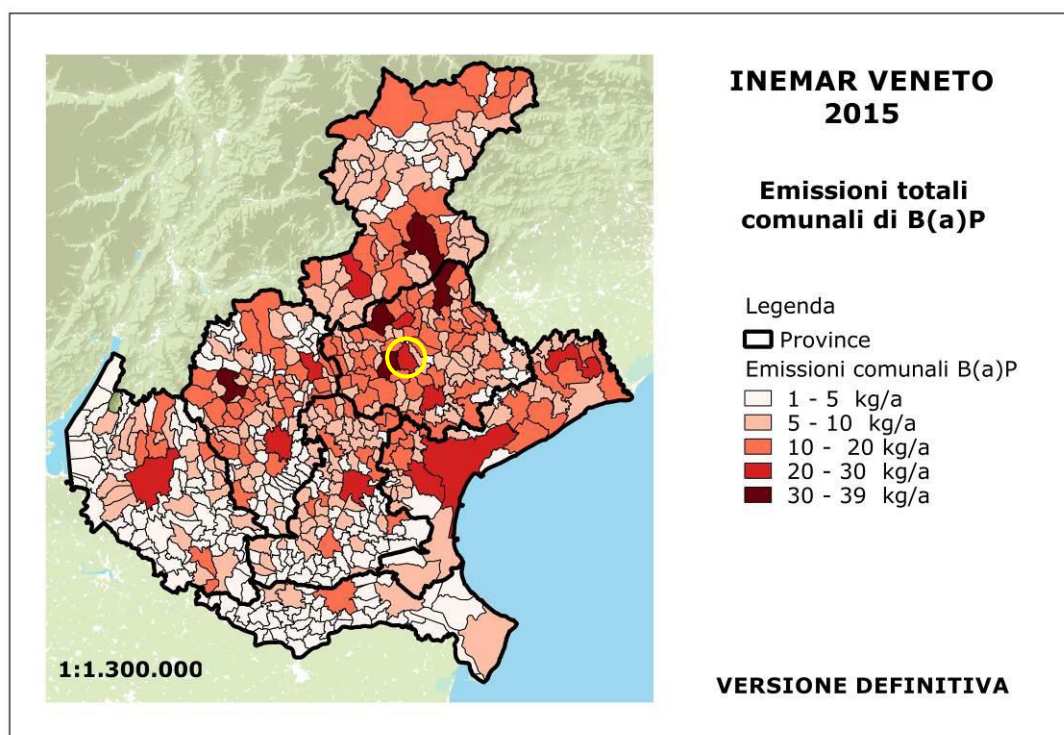 INEMAR VENETO
2015
Emissioni totali
comunali di B(a)P
Legenda
Province
Emissioni comunali B(a)P
1 - 5 kg/a
5 - 10 kg/a
10 - 20 kg/a
20 - 30 kg/a
30 - 39 kg/a
1:1.300.000
VERSIONE DEFINITIVA